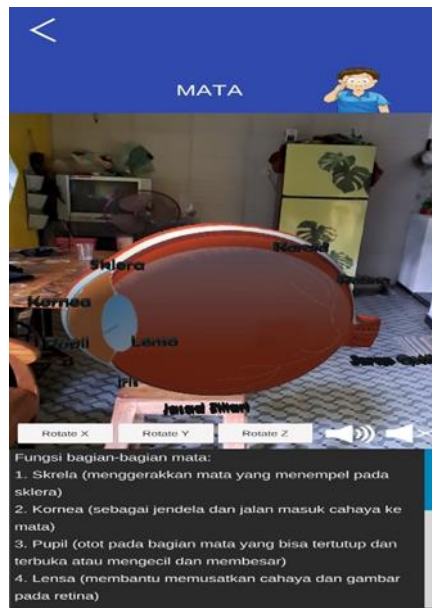 MATA
Sklera
Koroid
Kornea
Pupil
Lensa
Iris
Rotate X
Rotate Y
Rotate Z
Fungsi bagian-bagian mata:
1. Skrela (menggerakkan mata yang menempel pada
sklera)
2. Kornea (sebagai jendela dan jalan masuk cahaya ke
mata)
3. Pupil (otot pada bagian mata yang bisa tertutup dan
terbuka atau mengecil dan membesar)
4. Lensa (membantu memusatkan cahaya dan gambar
pada retina)